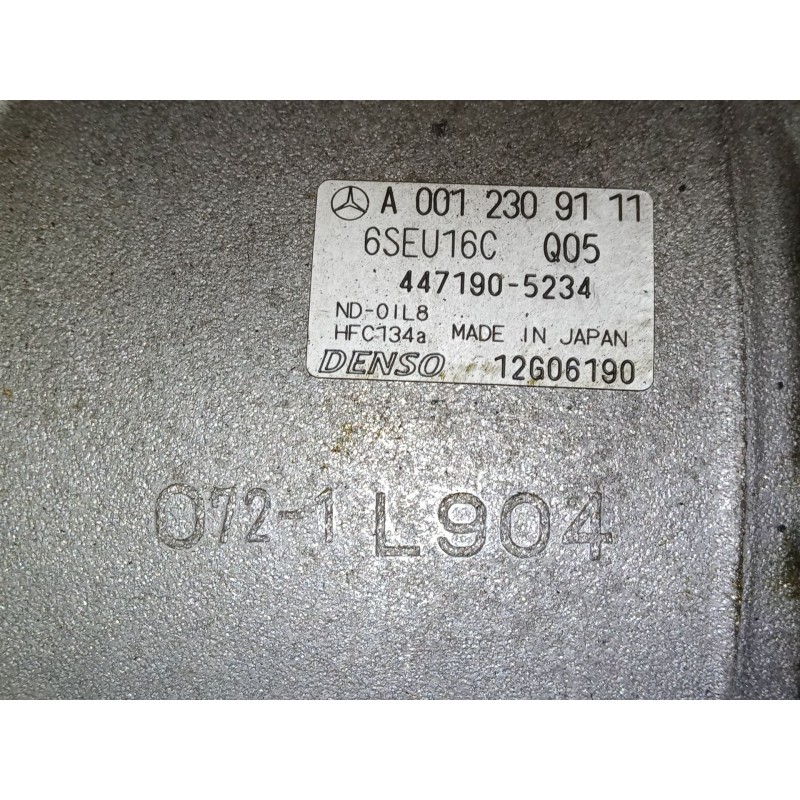 A 001 230 91 11
6SEU16C Q05
447190-5234
ND-OIL8
HFC134a MADE IN JAPAN
DENSO 12G06190
072-1 L904